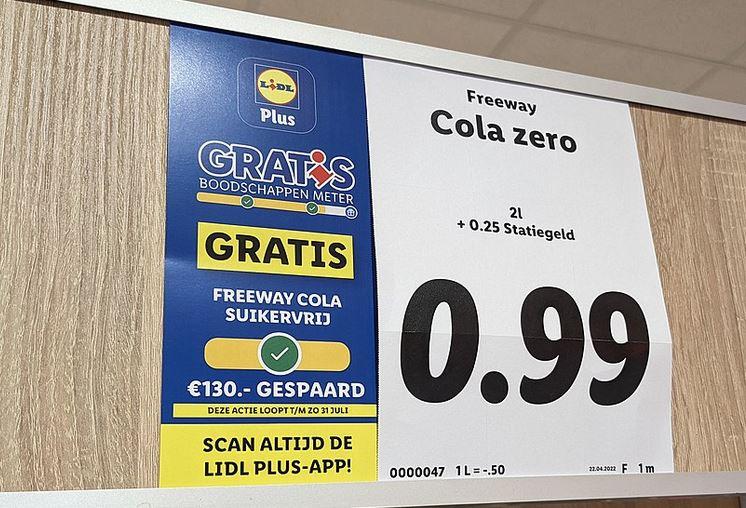 LIDL
Plus
GRATIS
BOODSCHAPPEN METER
GRATIS
FREEWAY COLA
SUIKERVRIJ
€130.- GESPAARD
DEZE ACTIE LOOPT T/M ZO 31 JULI
SCAN ALTIJD DE
LIDL PLUS-APP!
Freeway
Cola zero
2l
+ 0.25 Statiegeld
0.99
0000047 1 L = -.50 22.04.2022 F 1 m